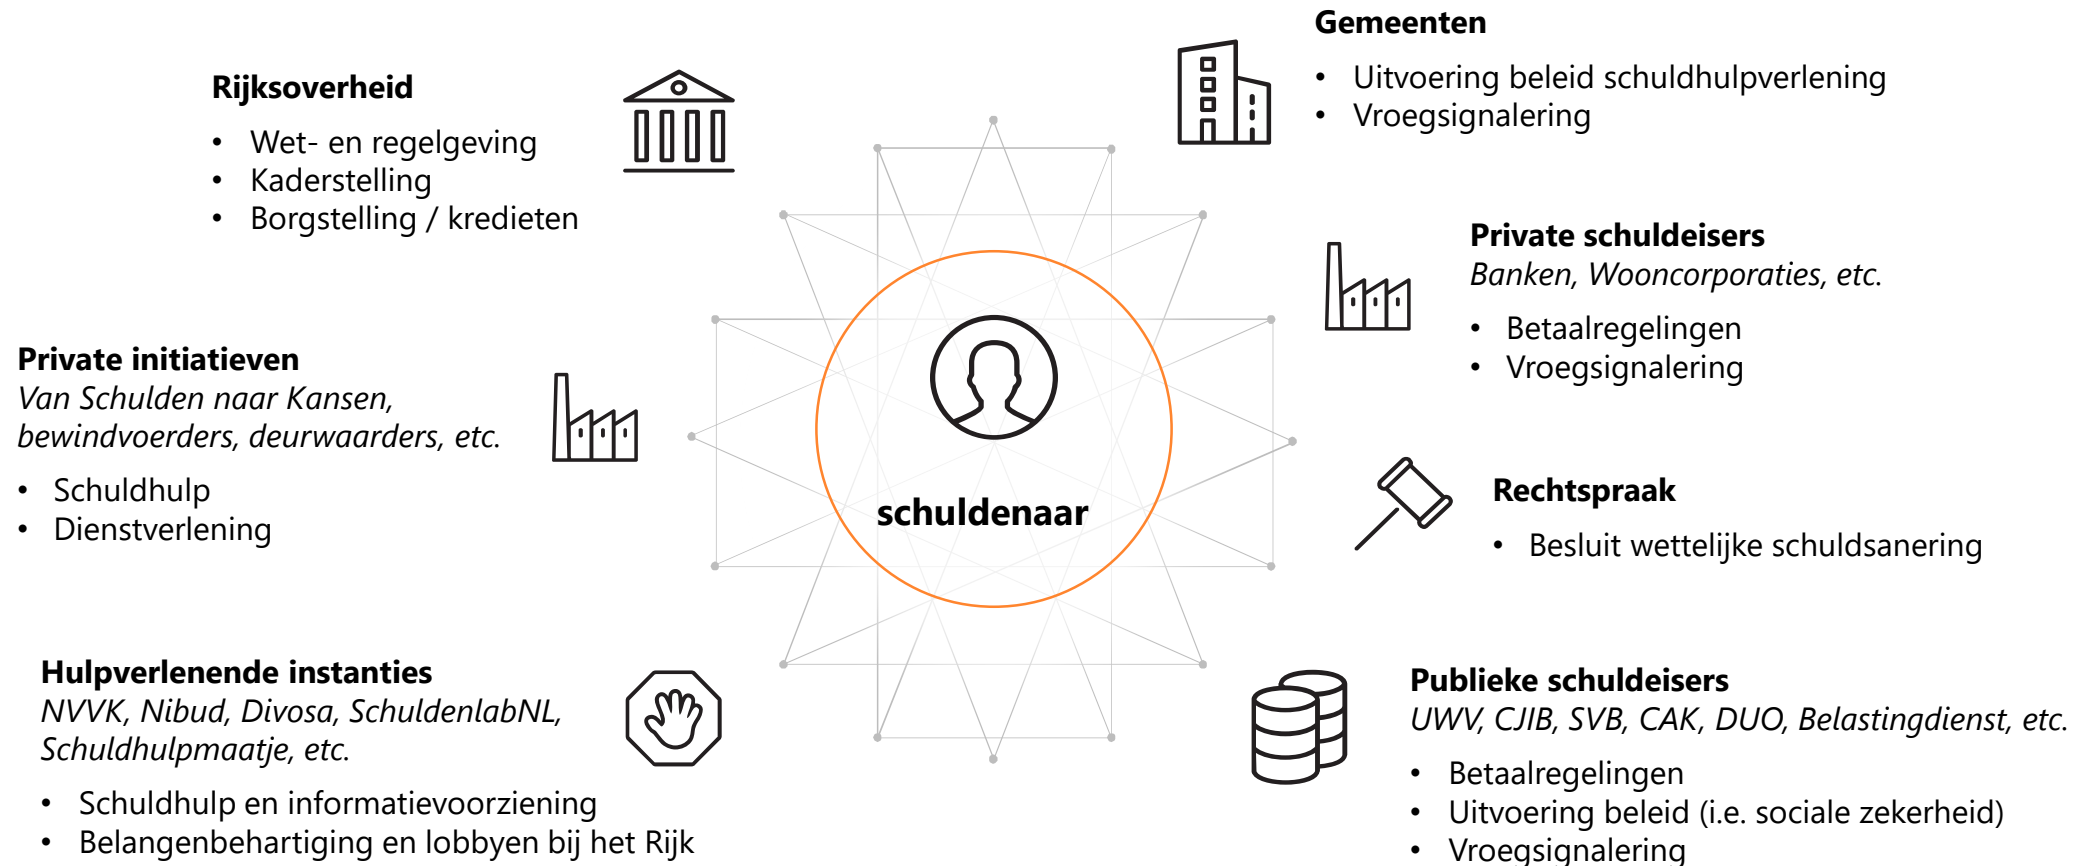 Rijksoverheid
• Wet- en regelgeving
• Kaderstelling
• Borgstelling / kredieten
Gemeenten
• Uitvoering beleid schuldhulpverlening
• Vroegsignalering
Private schuldeisers
Banken, Wooncorporaties, etc.
• Betaalregelingen
• Vroegsignalering
Private initiatieven
Van Schulden naar Kansen,
bewindvoerders, deurwaarders, etc.
• Schuldhulp
• Dienstverlening
schuldenaar
Rechtspraak
• Besluit wettelijke schuldsanering
Hulpverlenende instanties
NVVK, Nibud, Divosa, SchuldenlabNL,
Schuldhulpmaatje, etc.
• Schuldhulp en informatievoorziening
• Belangenbehartiging en lobbyen bij het Rijk
Publieke schuldeisers
UWV, CJIB, SVB, CAK, DUO, Belastingdienst, etc.
• Betaalregelingen
• Uitvoering beleid (i.e. sociale zekerheid)
• Vroegsignalering